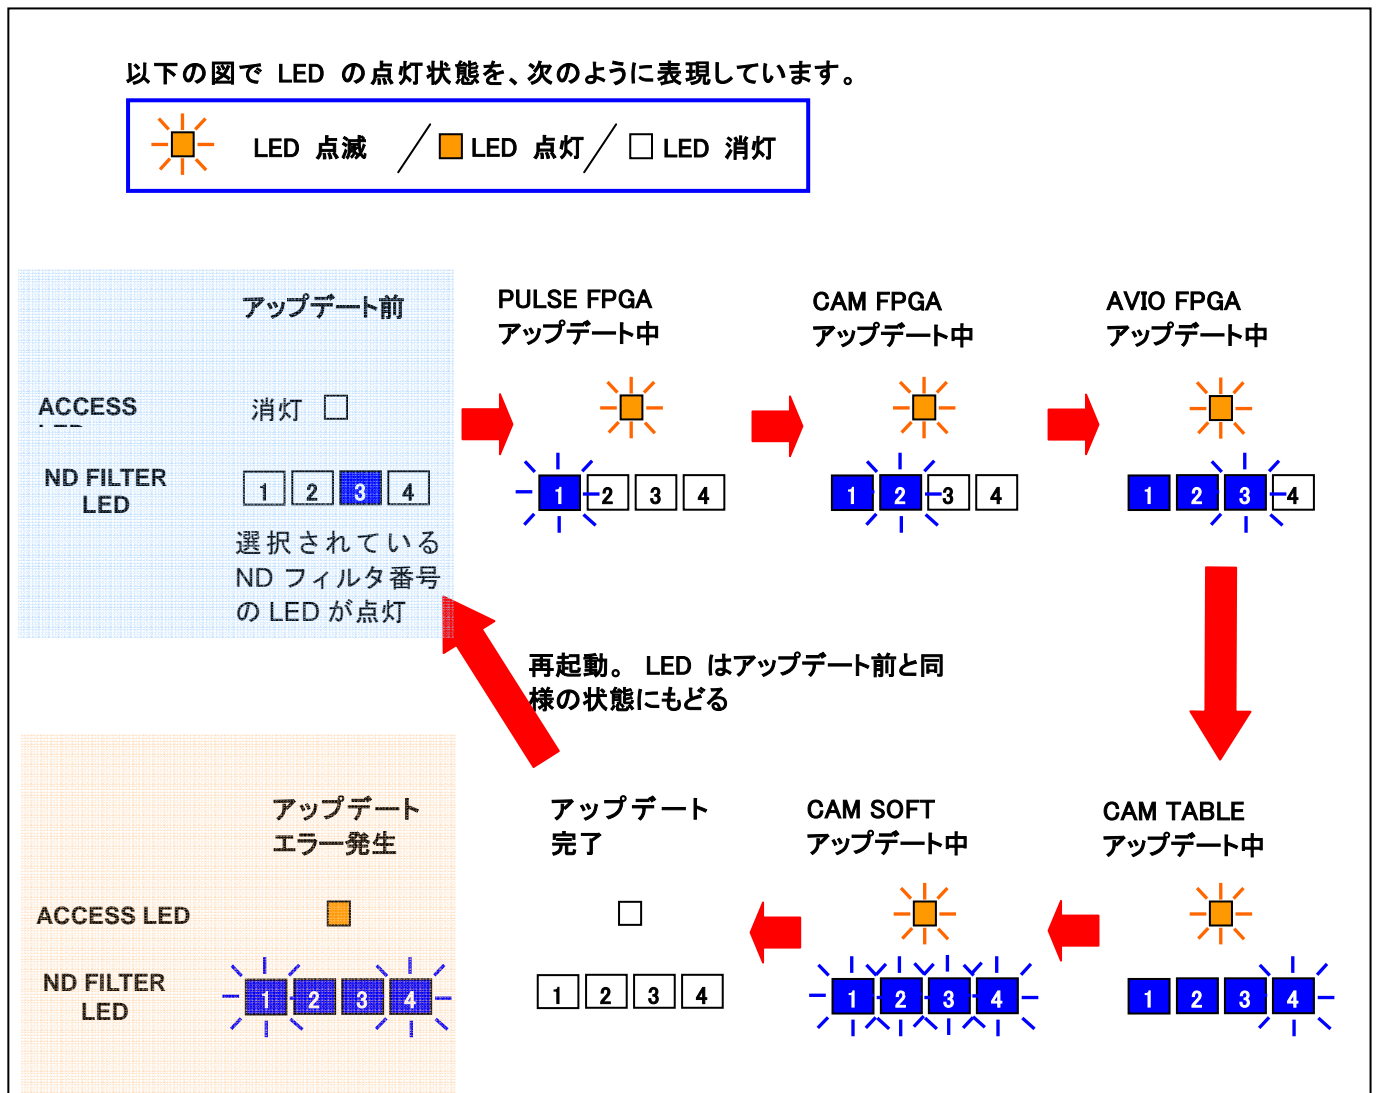 以下の図で LED の点灯状態を、次のように表現しています。
LED 点滅 ／ LED 点灯 ／ LED 消灯
アップデート前
ACCESS
消灯
ND FILTER
LED
1 2 3 4
選択されている
ND フィルタ番号
の LED が点灯
PULSE FPGA
アップデート中
1 2 3 4
CAM FPGA
アップデート中
1 2 3 4
AVIO FPGA
アップデート中
1 2 3 4
再起動。 LED はアップデート前と同
様の状態にもどる
CAM TABLE
アップデート中
1 2 3 4
CAM SOFT
アップデート中
1 2 3 4
アップデート
完了
1 2 3 4
アップデート
エラー発生
ACCESS LED
ND FILTER
LED
1 2 3 4